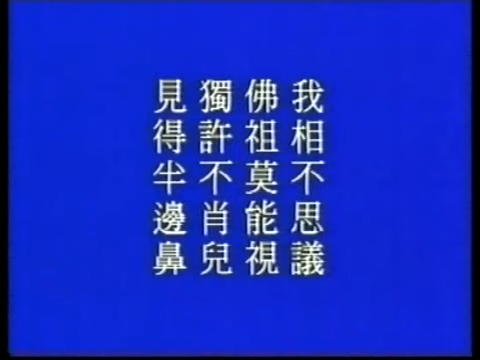 我相不思議
佛祖莫能視
獨許不肖兒
見得半邊鼻